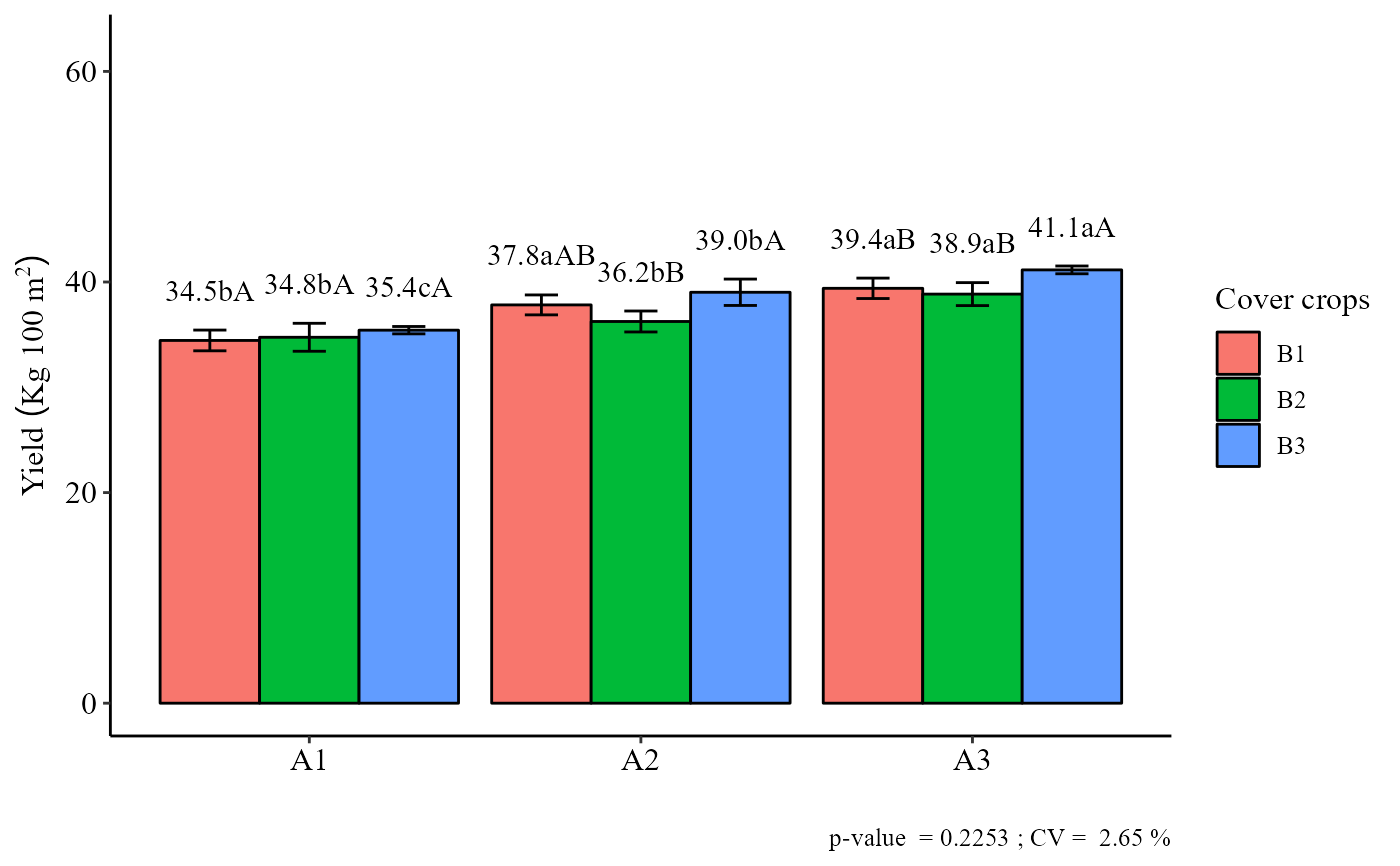 Yield (Kg 100 m²)
60
40
20
0
34.5bA
34.8bA
35.4cA
37.8aAB
36.2bB
39.0bA
39.4aB
38.9aB
41.1aA
A1
A2
A3
Cover crops
B1
B2
B3
p-value = 0.2253 ; CV = 2.65 %